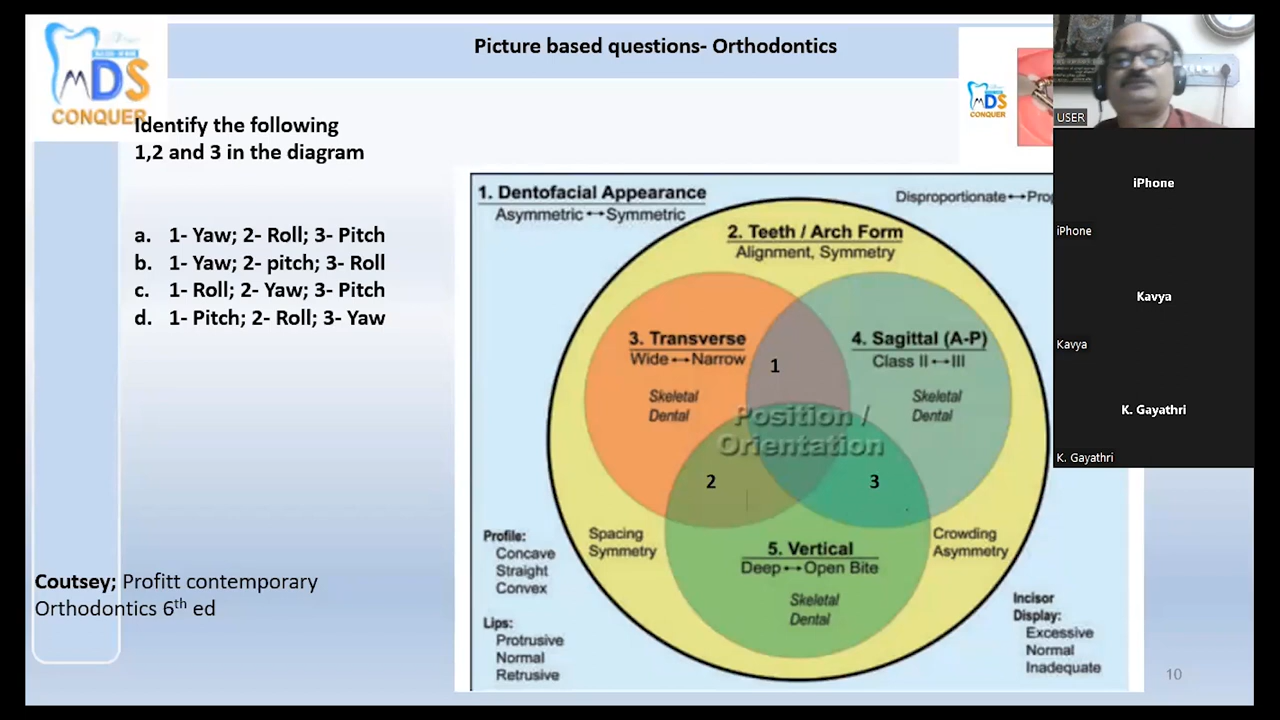 Picture based questions- Orthodontics
MDS
CONQUER
MDS
CONQUER
Identify the following
1,2 and 3 in the diagram
a. 1- Yaw; 2- Roll; 3- Pitch
b. 1- Yaw; 2- pitch; 3- Roll
c. 1- Roll; 2- Yaw; 3- Pitch
d. 1- Pitch; 2- Roll; 3- Yaw
Coutsey; Profitt contemporary
Orthodontics 6th ed
1. Dentofacial Appearance
Asymmetric ↔ Symmetric
Disproportionate ↔ Prop
2. Teeth / Arch Form
Alignment, Symmetry
3. Transverse
Wide ↔ Narrow
Skeletal
Dental
1
4. Sagittal (A-P)
Class II ↔ III
Skeletal
Dental
Position /
Orientation
2
3
Spacing
Symmetry
5. Vertical
Deep ↔ Open Bite
Skeletal
Dental
Crowding
Asymmetry
Profile:
Concave
Straight
Convex
Lips:
Protrusive
Normal
Retrusive
Incisor
Display:
Excessive
Normal
Inadequate
10
USER
iPhone
iPhone
Kavya
Kavya
K. Gayathri
K. Gayathri